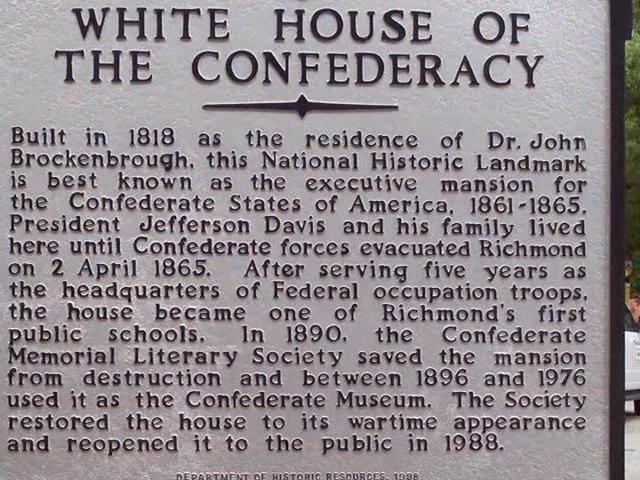 WHITE HOUSE OF
THE CONFEDERACY
Built in 1818 as the residence of Dr. John
Brockenbrough, this National Historic Landmark
is best known as the executive mansion for
the Confederate States of America, 1861-1865.
President Jefferson Davis and his family lived
here until Confederate forces evacuated Richmond
on 2 April 1865. After serving five years as
the headquarters of Federal occupation troops,
the house became one of Richmond's first
public schools. In 1890, the Confederate
Memorial Literary Society saved the mansion
from destruction and between 1896 and 1976
used it as the Confederate Museum. The Society
restored the house to its wartime appearance
and reopened it to the public in 1988.
DEPARTMENT OF HISTORIC RESOURCES, 1998